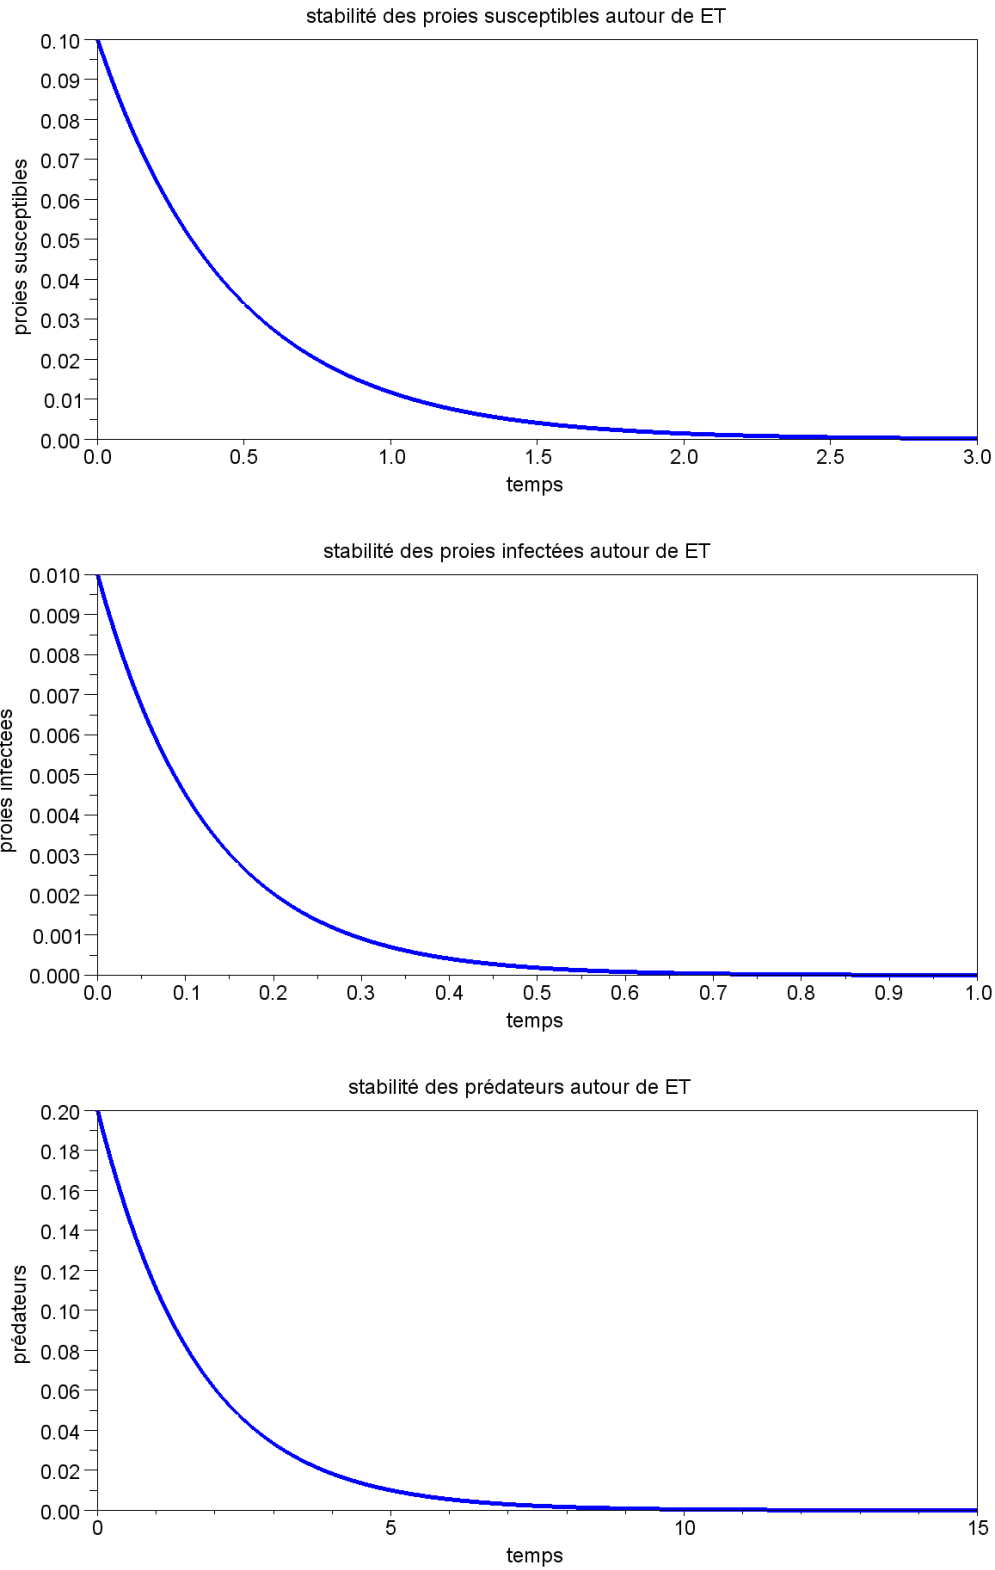 stabilité des proies susceptibles autour de ET
0.10
0.09
0.08
0.07
0.06
0.05
0.04
0.03
0.02
0.01
0.00
proies susceptibles
0.0 0.5 1.0 1.5 2.0 2.5 3.0
temps
stabilité des proies infectées autour de ET
0.010
0.009
0.008
0.007
0.006
0.005
0.004
0.003
0.002
0.001
0.000
proies infectées
0.0 0.1 0.2 0.3 0.4 0.5 0.6 0.7 0.8 0.9 1.0
temps
stabilité des prédateurs autour de ET
0.20
0.18
0.16
0.14
0.12
0.10
0.08
0.06
0.04
0.02
0.00
prédateurs
0 5 10 15
temps